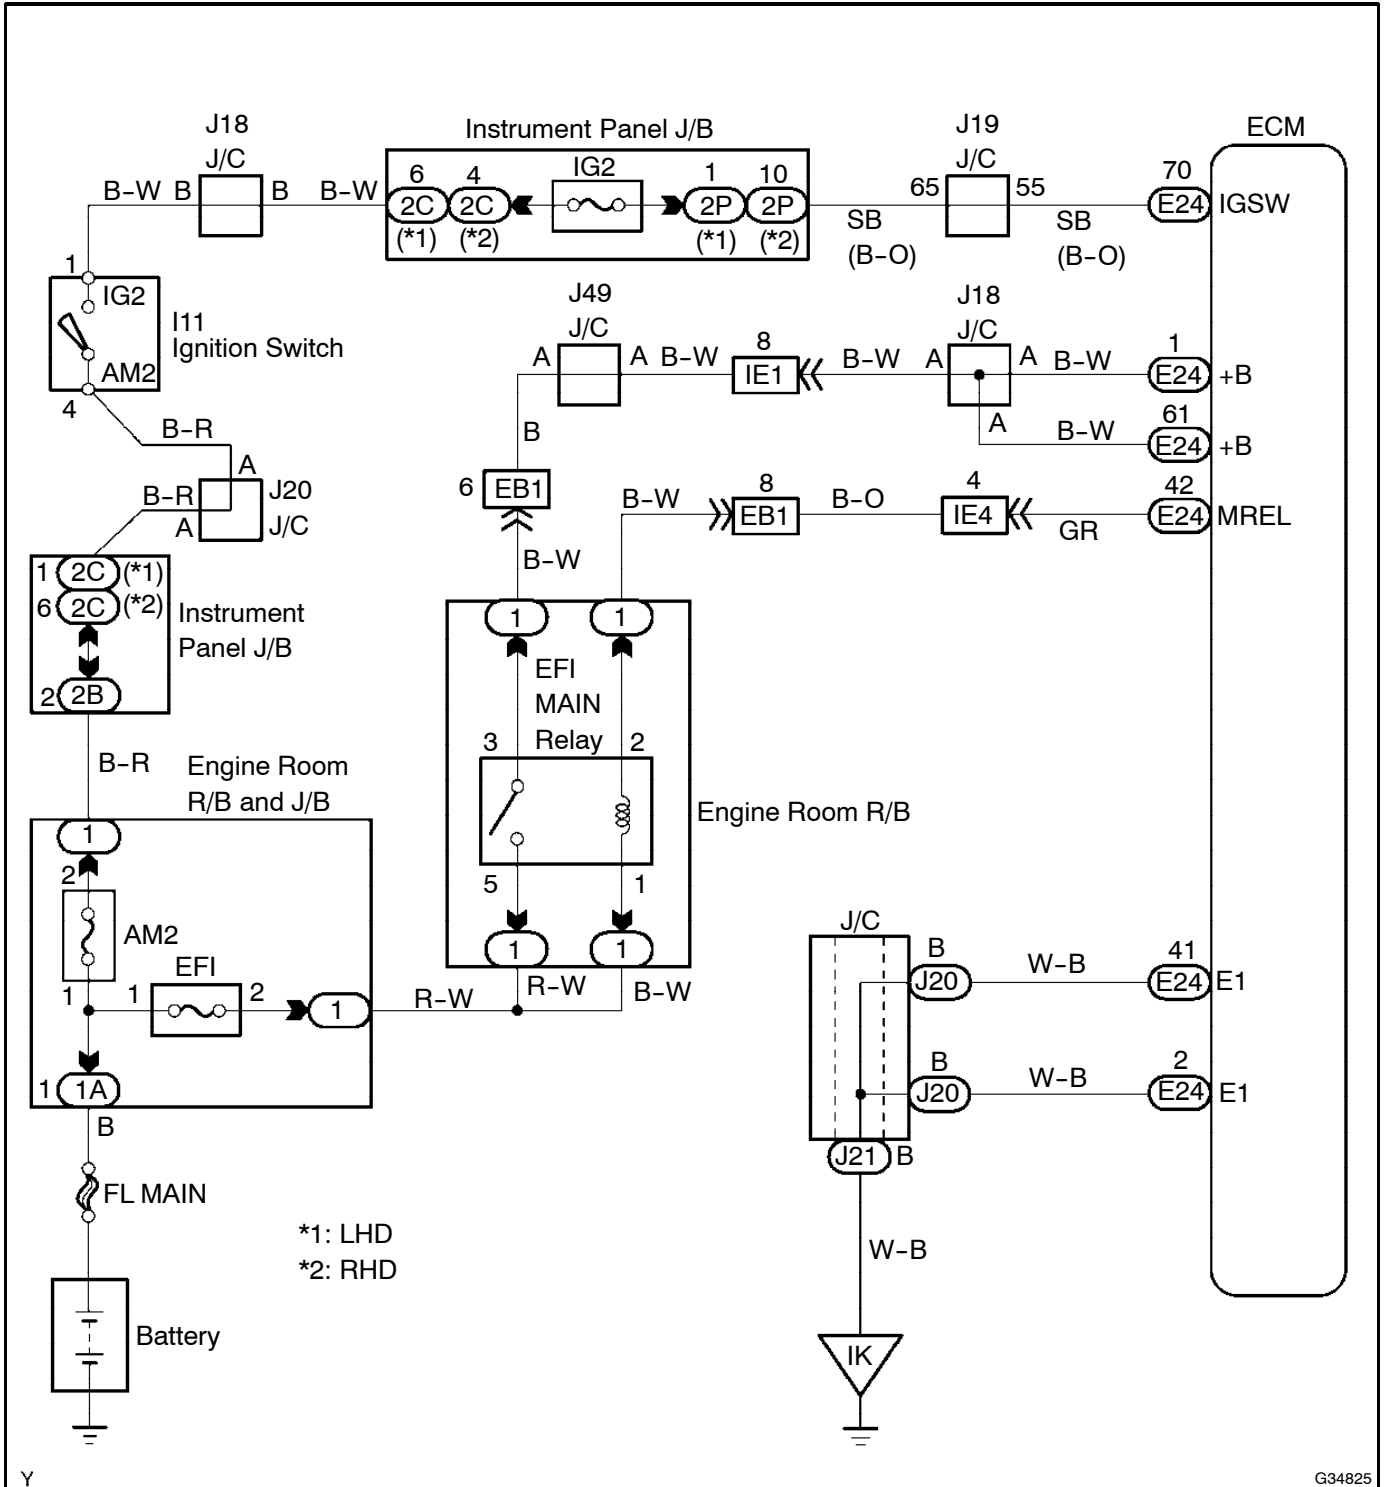 J18
J/C
Instrument Panel J/B
J19
J/C
ECM
B-W B
B B-W
6
2C
(*1)
4
2C
(*2)
IG2
1
2P
(*1)
10
2P
(*2)
SB
(B-O)
65
55
SB
(B-O)
70
E24
IGSW
1
IG2
AM2
4
I11
Ignition Switch
J49
J/C
A
A
B-W
8
IE1
B-W
A
J18
J/C
A
B-W
1
E24
+B
A
B-W
61
E24
+B
B-R
A
B-R
A
J20
J/C
B
6
EB1
B-W
B-W
8
EB1
B-O
4
IE4
GR
42
E24
MREL
1
2C
(*1)
6
2C
(*2)
2
2B
Instrument
Panel J/B
B-R
1
1
EFI
MAIN
Relay
3
2
5
1
1
1
Engine Room R/B
Engine Room
R/B and J/B
1
2
AM2
1
EFI
1
2
1
R-W
R-W
B-W
1
1A
B
FL MAIN
Battery
*1: LHD
*2: RHD
J/C
B
J20
W-B
41
E24
E1
B
J20
W-B
2
E24
E1
J21
B
W-B
IK
Y
G34825